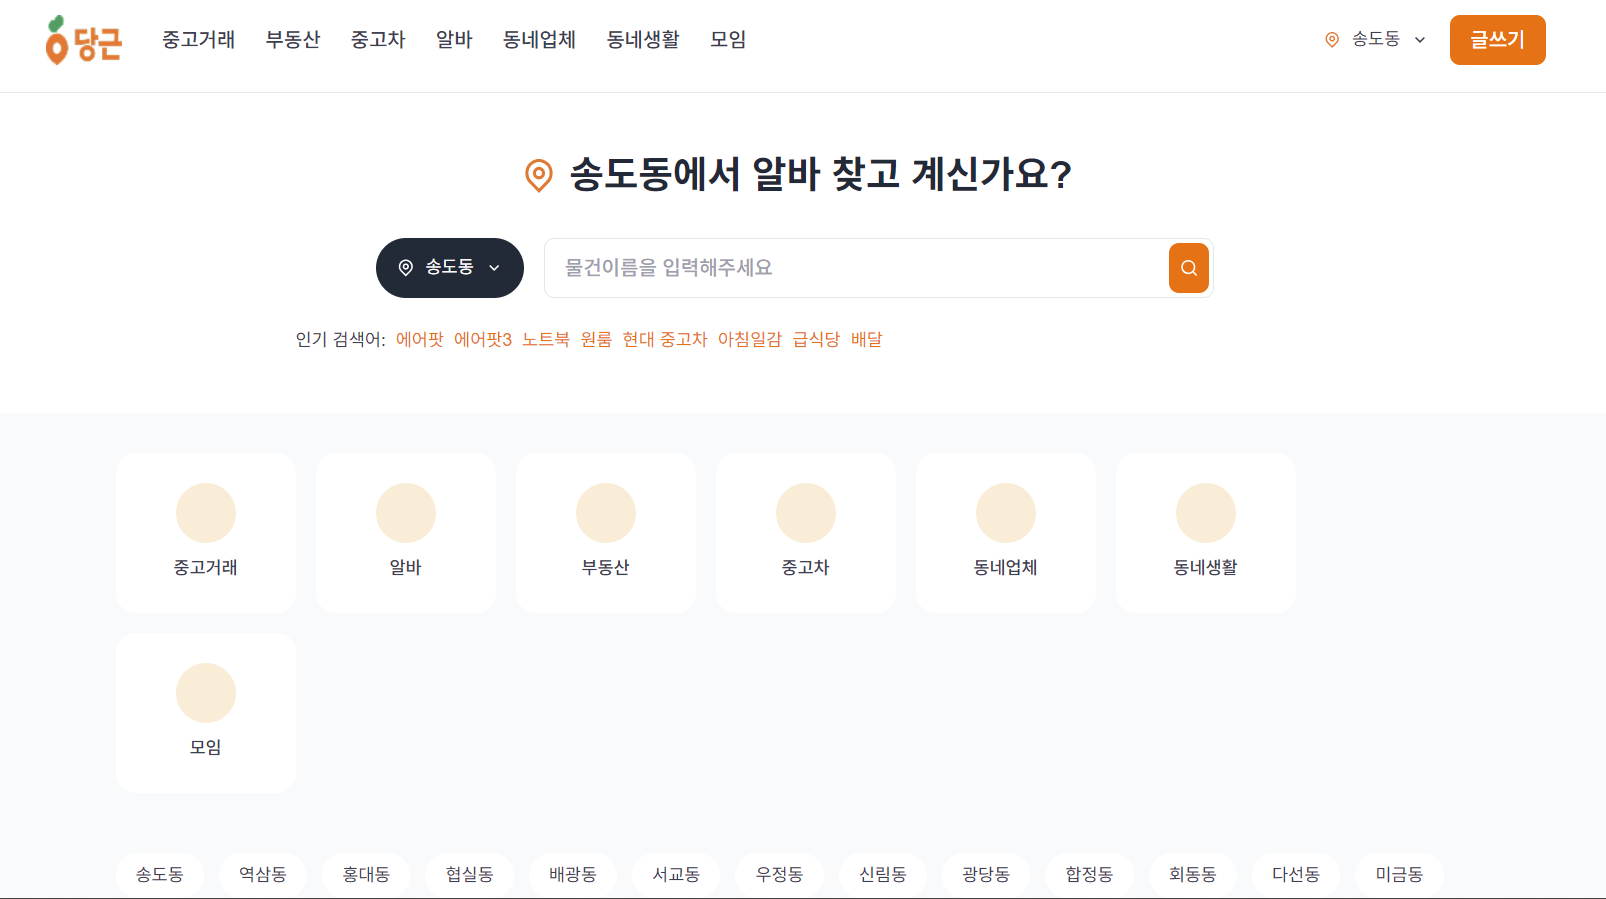 당근 중고거래 부동산 중고차 알바 동네업체 동네생활 모임 송도동 글쓰기
송도동에서 알바 찾고 계신가요?
송도동 물건이름을 입력해주세요
인기 검색어: 에어팟 에어팟3 노트북 원룸 현대 중고차 아침일감 급식당 배달
중고거래 알바 부동산 중고차 동네업체 동네생활
모임
송도동 역삼동 홍대동 협실동 배광동 서교동 우정동 신림동 광당동 합정동 회동동 다선동 미금동